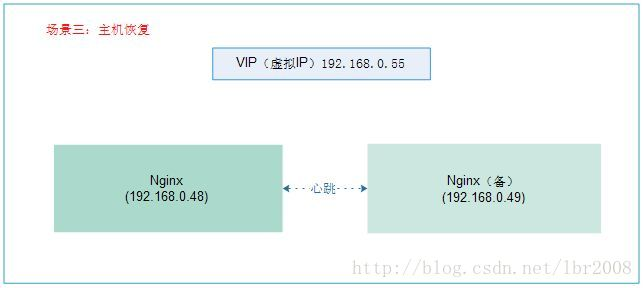 场景三：主机恢复
VIP（虚拟IP）192.168.0.55
Nginx
(192.168.0.48)
心跳
Nginx（备）
(192.168.0.49)
http://blog.csdn.net/lbr2008